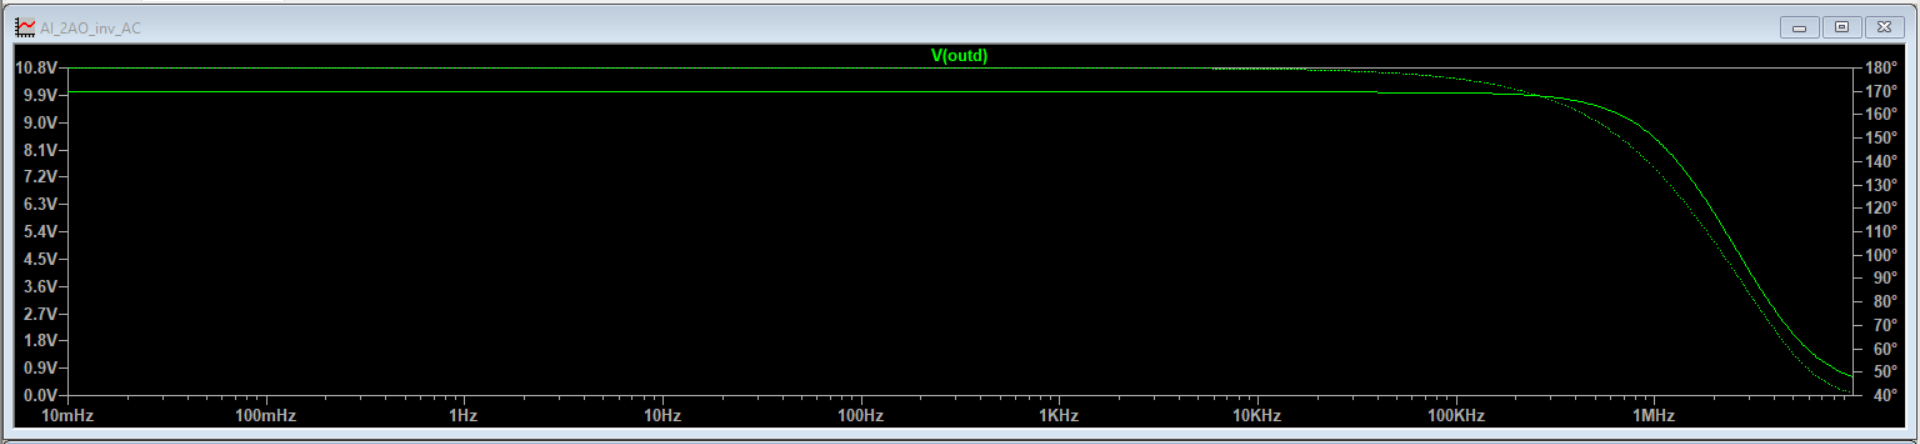 AI_2AO_inv_AC
V(outd)
10.8V
9.9V
9.0V
8.1V
7.2V
6.3V
5.4V
4.5V
3.6V
2.7V
1.8V
0.9V
0.0V
180°
170°
160°
150°
140°
130°
120°
110°
100°
90°
80°
70°
60°
50°
40°
10mHz 100mHz 1Hz 10Hz 100Hz 1KHz 10KHz 100KHz 1MHz